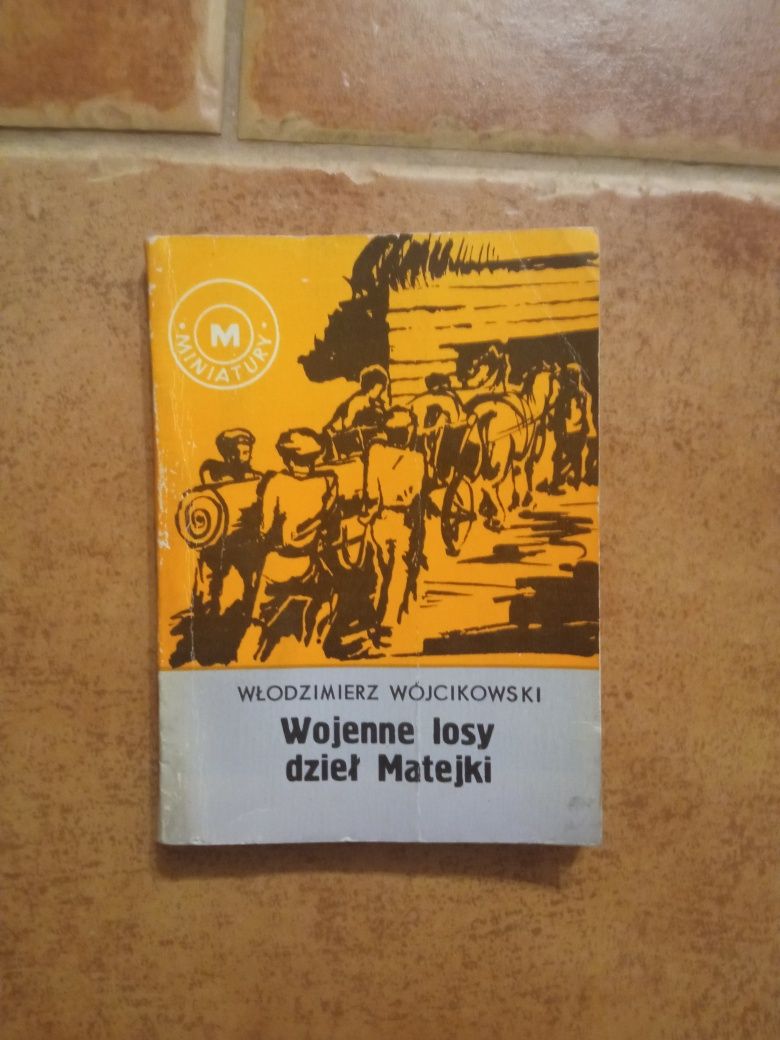 M
• MINIATURY •
WŁODZIMIERZ WÓJCIKOWSKI
Wojenne losy
dzieł Matejki